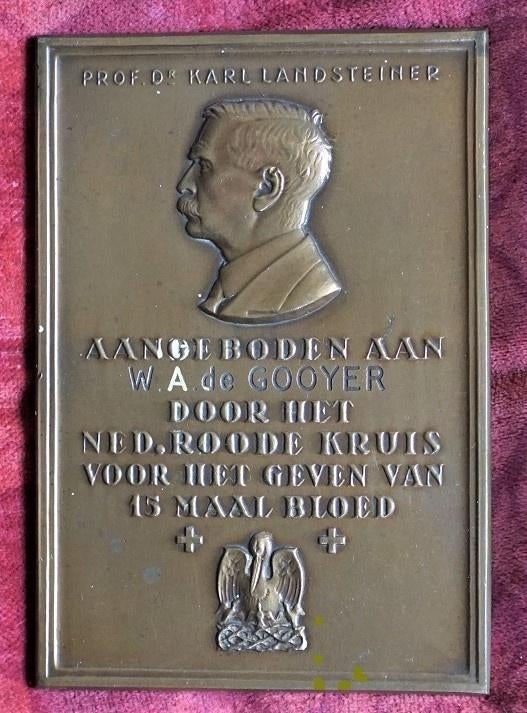 PROF. Dʀ KARL LANDSTEINER
AANGEBODEN AAN
W.A.de GOOYER
DOOR HET
NED. ROODE KRUIS
VOOR HET GEVEN VAN
15 MAAL BLOED